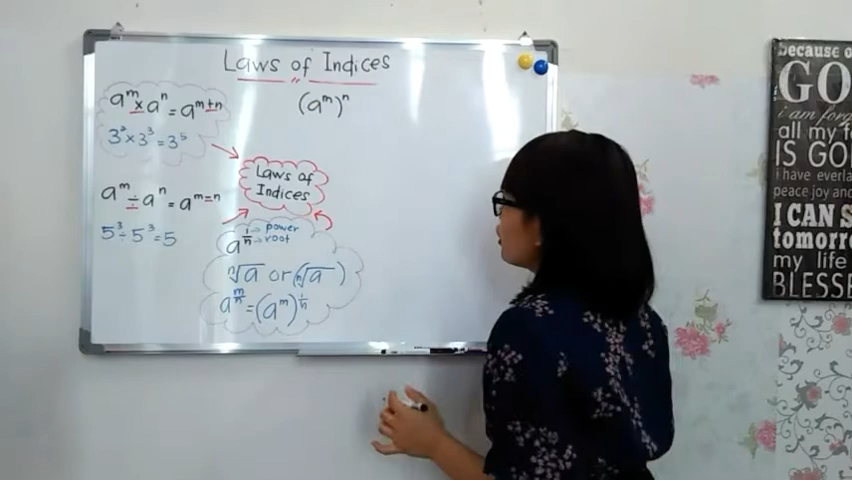 Laws of Indices
(aᵐ)ⁿ
aᵐ × aⁿ = aᵐ⁺ⁿ
3² × 3³ = 3⁵
Laws of
Indices
aᵐ ÷ aⁿ = aᵐ⁻ⁿ
5³ ÷ 5³ = 5
a^(1/n) → power
→ root
ⁿ√a or (ⁿ√a)
a^(m/n) = (aᵐ)^(1/n)
because o
GO
i am forg
all my f
IS GO
i have everla
peace joy and
I CAN S
tomorro
my life
BLESSE